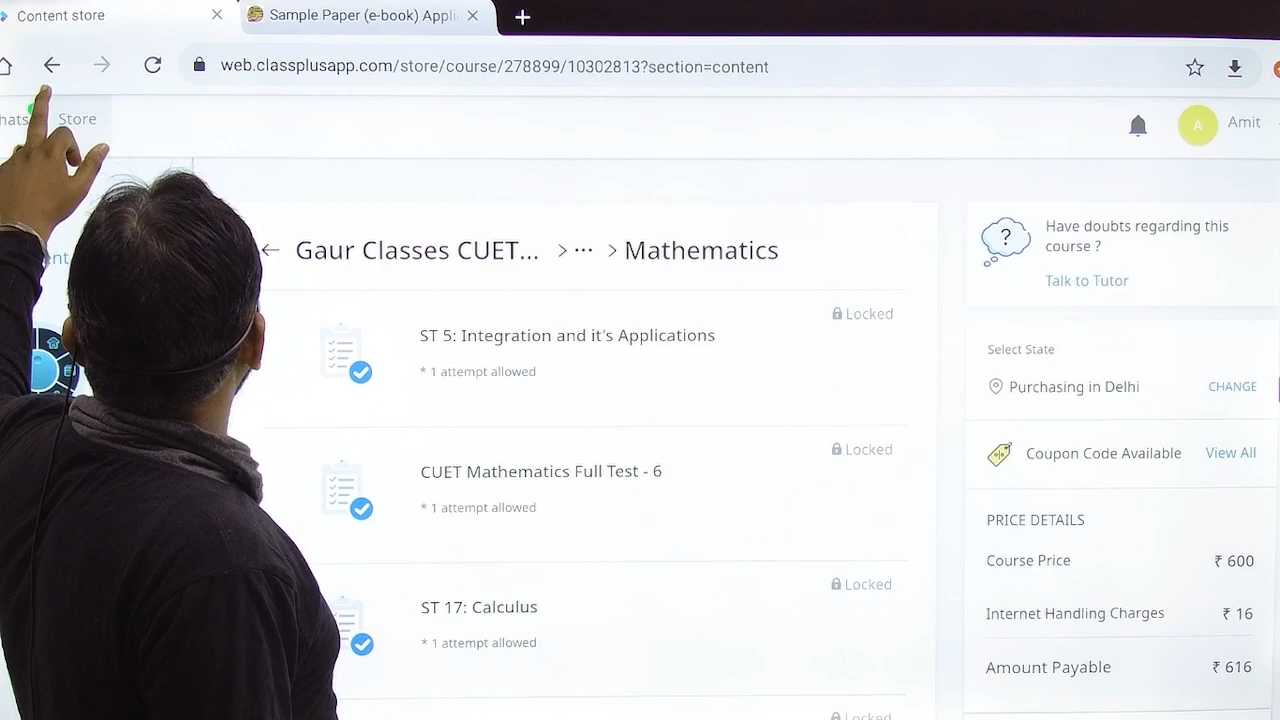 Content store
Sample Paper (e-book) Appli
web.classplusapp.com/store/course/278899/10302813?section=content
hats
Store
A
Amit
ent
Gaur Classes CUET... > ... > Mathematics
Locked
ST 5: Integration and it's Applications
* 1 attempt allowed
Locked
CUET Mathematics Full Test - 6
* 1 attempt allowed
Locked
ST 17: Calculus
* 1 attempt allowed
Locked
?
Have doubts regarding this
course ?
Talk to Tutor
Select State
Purchasing in Delhi CHANGE
Coupon Code Available View All
PRICE DETAILS
Course Price ₹ 600
Internet Handling Charges ₹ 16
Amount Payable ₹ 616